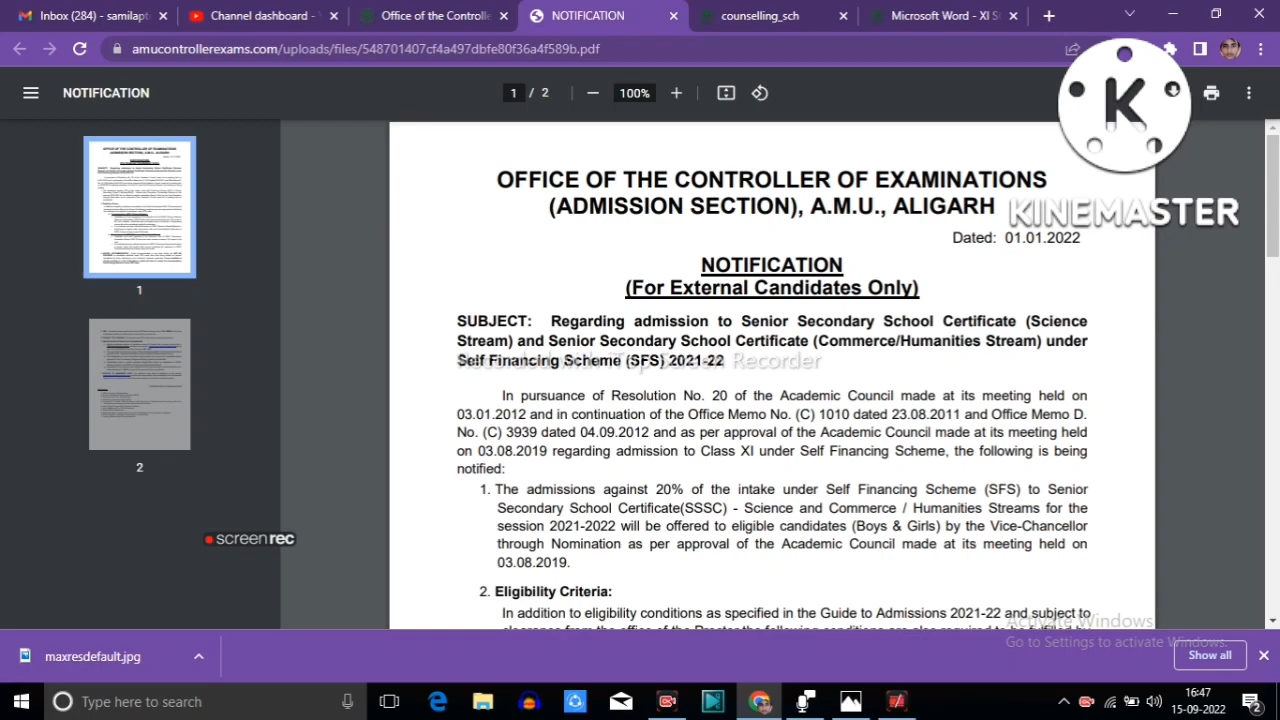 Inbox (284) - samilapt
Channel dashboard - Y
Office of the Controlle
NOTIFICATION
counselling_sch
Microsoft Word - XI S
amucontrollerexams.com/uploads/files/548701407cf4a497dbfe80f36a4f589b.pdf
NOTIFICATION
1 / 2
100%
K
KINEMASTER
OFFICE OF THE CONTROLLER OF EXAMINATIONS
(ADMISSION SECTION), A.M.U., ALIGARH
Dated: 01.01.2022
NOTIFICATION
(For External Candidates Only)
SUBJECT: Regarding admission to Senior Secondary School Certificate (Science
Stream) and Senior Secondary School Certificate (Commerce/Humanities Stream) under
Self Financing Scheme (SFS) 2021-22
Recorded with iTop Screen Recorder
In pursuance of Resolution No. 20 of the Academic Council made at its meeting held on
03.01.2012 and in continuation of the Office Memo No. (C) 1010 dated 23.08.2011 and Office Memo D.
No. (C) 3939 dated 04.09.2012 and as per approval of the Academic Council made at its meeting held
on 03.08.2019 regarding admission to Class XI under Self Financing Scheme, the following is being
notified:
1. The admissions against 20% of the intake under Self Financing Scheme (SFS) to Senior
Secondary School Certificate(SSSC) - Science and Commerce / Humanities Streams for the
session 2021-2022 will be offered to eligible candidates (Boys & Girls) by the Vice-Chancellor
through Nomination as per approval of the Academic Council made at its meeting held on
03.08.2019.
2. Eligibility Criteria:
In addition to eligibility conditions as specified in the Guide to Admissions 2021-22 and subject to
1
2
screenrec
Activate Windows
Go to Settings to activate Windows.
maxresdefault.jpg
Show all
Type here to search
16:47
15-09-2022
2